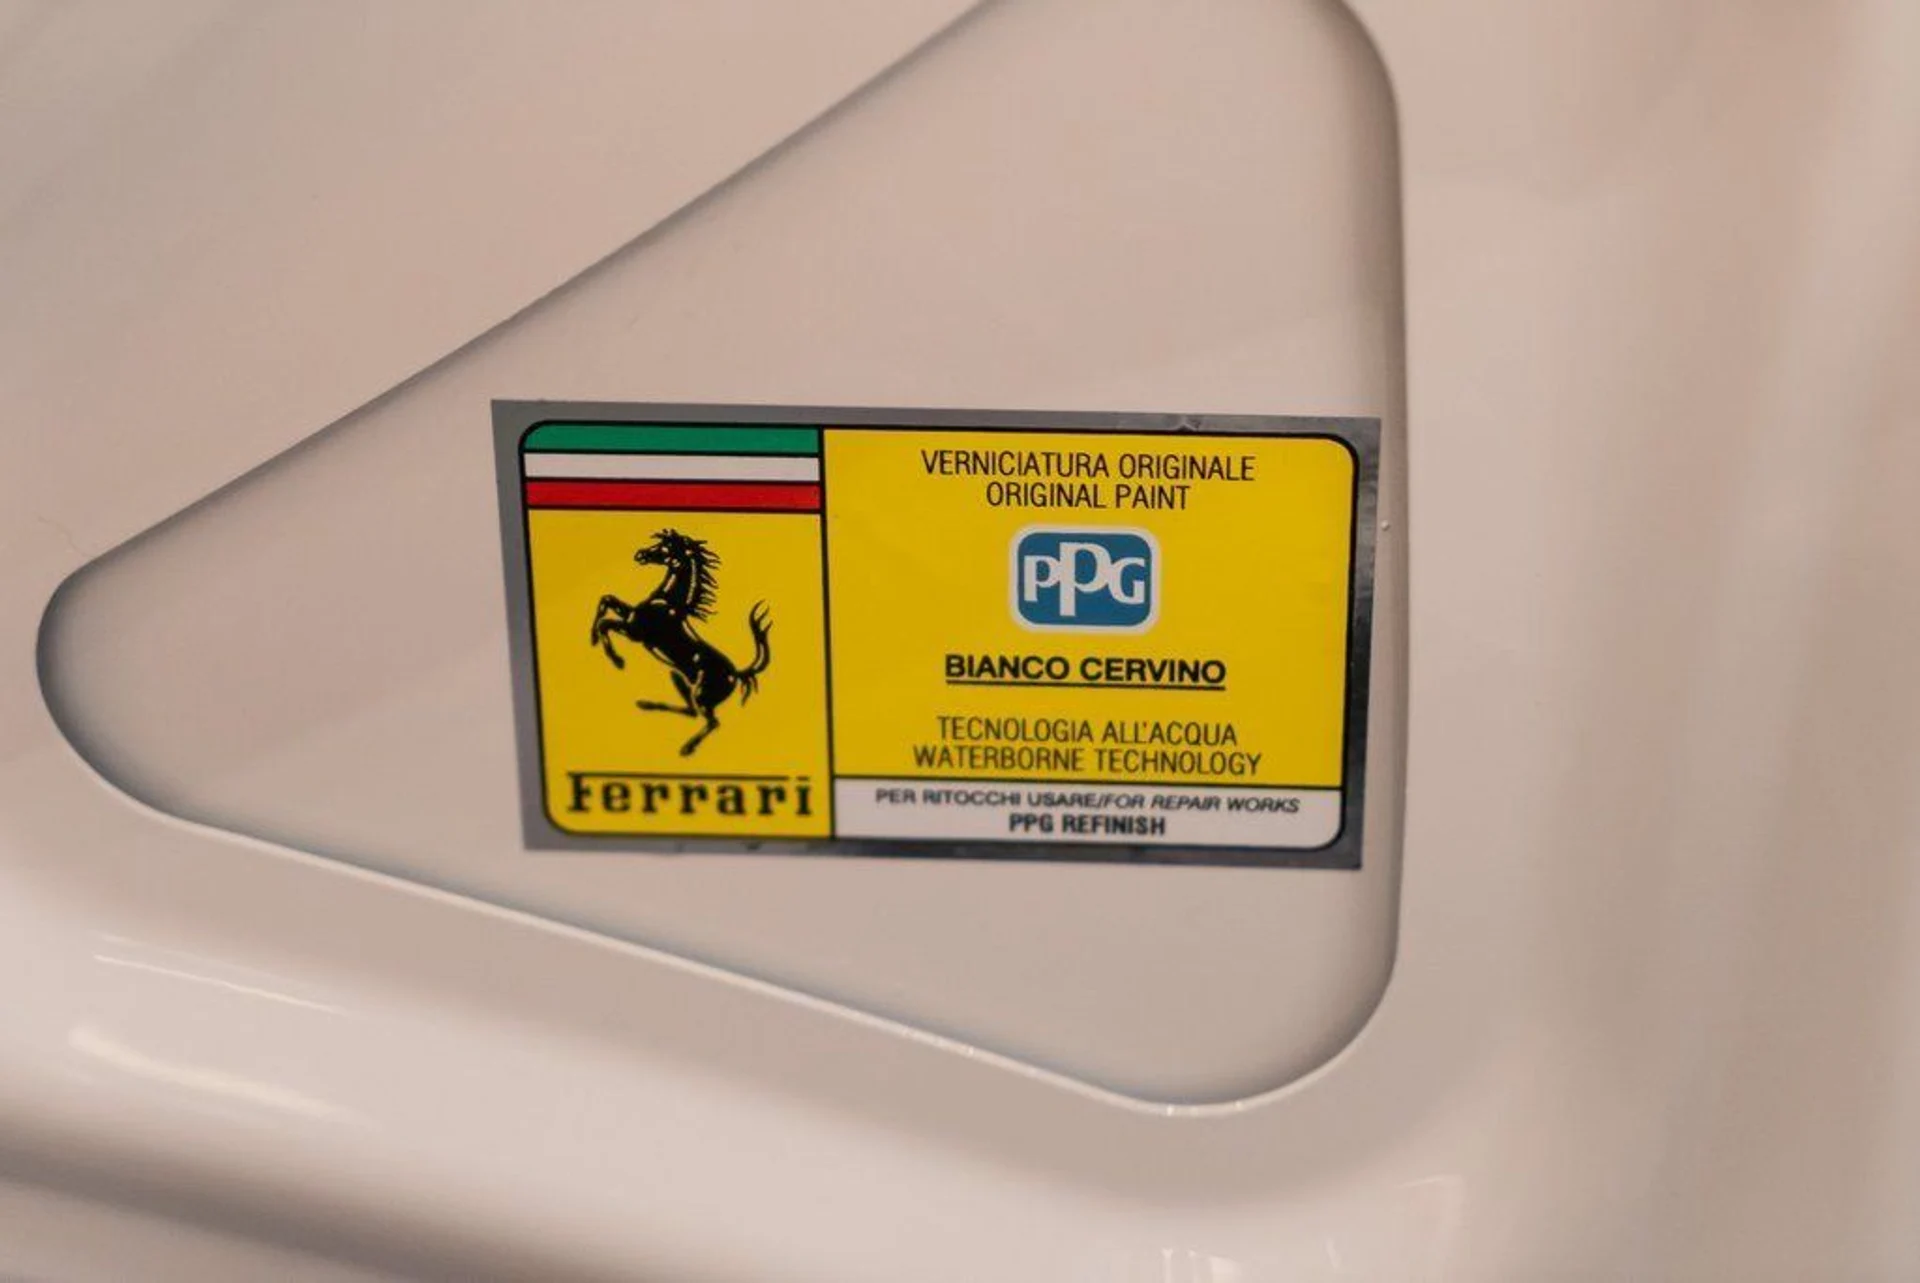 Ferrari
VERNICIATURA ORIGINALE
ORIGINAL PAINT
PPG
BIANCO CERVINO
TECNOLOGIA ALL'ACQUA
WATERBORNE TECHNOLOGY
PER RITOCCHI USARE/FOR REPAIR WORKS
PPG REFINISH